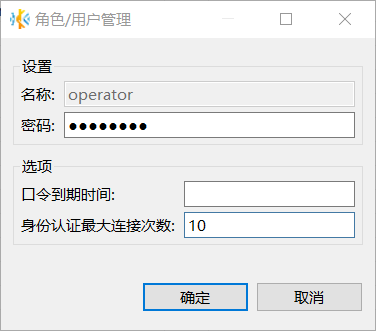 角色/用户管理
设置
名称: operator
密码: ●●●●●●●●
选项
口令到期时间:
身份认证最大连接次数: 10
确定 取消